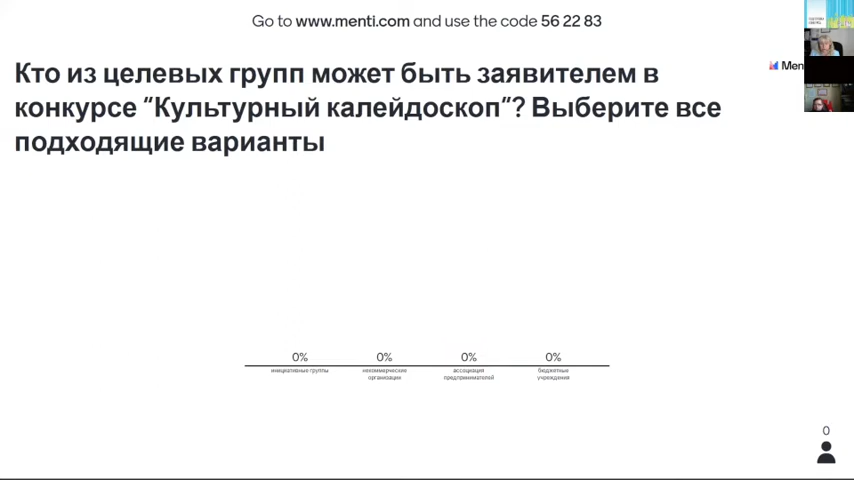 Go to www.menti.com and use the code 56 22 83
Кто из целевых групп может быть заявителем в
конкурсе “Культурный калейдоскоп”? Выберите все
подходящие варианты
Men
0% 0% 0% 0%
инициативные группы
некоммерческие
организации
ассоциация
предпринимателей
бюджетные
учреждения
0